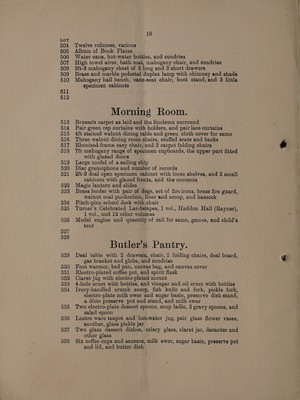 18
507
504 Twelve volumes, various
505 Album of Book Plates
506 Water cans, hot-water bottles, and sundries
507 High towel airer, bath mat, mahogany chair, and sundries
508 3ft-3 mahogany chest of 3 long and 2 short drawers
509 Brass and marble pedestal duplex lamp with chimney and shade
510 Mahogany hall bench, cane-seat chair, boot stand, and 3 little
specimen cabinets
511
512
Morning Room.
513 Brussels carpet as laid and the linoleum surround
514 Pair green rep curtains with holders, and pair lace curtains
515 4ft stained walnut dining table and green cloth cover for same
516 Three walnut dining room chairs, stuffed seats and backs
517 Ebonised-frame easy chair, and 2 carpet folding chairs
518 7ft mahogany range of specimen cupboards, the upper part fitted
with glazed doors
519 Large model of a sailing ship
520 Disc gramophone and number of records
521 2ft-9 deal open specimen cabinet with loose shelves, and 2 small
cabinets with glazed fronts, and the contents
522 Magic lantern and slides
523 Brass fender with pair of dogs, set of fire irons, brass fire guard,
walnut coal purdonium, liner and scoop, and hassock
524 Pitch-pine school desk with chair
525 Turner's Celebrated Landscapes, 1 vol., Haddon Hall (Rayner),
1 vol., and 12 other volumes
526 Model engine and quantity of rail for same, games, and child's
tent
527
528
Butler's Pantry.
529 Deal table with 2 drawers, chair, 2 folding chairs, deal board,
gas bracket and globe, and sundries
530 Foot warmer, bed pan, canvas bag, and canvas cover
531 Electro-plated coffee pot, and spirit flask
532 Claret jug with electro-plated mount
533 4-hole cruet with bottles, and vinegar and oil cruet with bottles
534 Ivory-handled crumb scoop, fish knife and fork, pickle fork,
electro-plate milk ewer and sugar basin, preserve dish stand,
a ditto preserve pot and stand, and milk ewer
535 Two electro-plate dessert spoons, soup ladle, 2 gravy spoons, and
salad spoon
536 Lustre ware teapot and hot-water jug, pair glass flower vases,
another, glass pickle jar
537 Two glass dessert dishes, celery glass, claret jar, decanter and
other glass
538 Six coffee cups and saucers, milk ewer, sugar basin, preserve pot
and lid, and butter dish